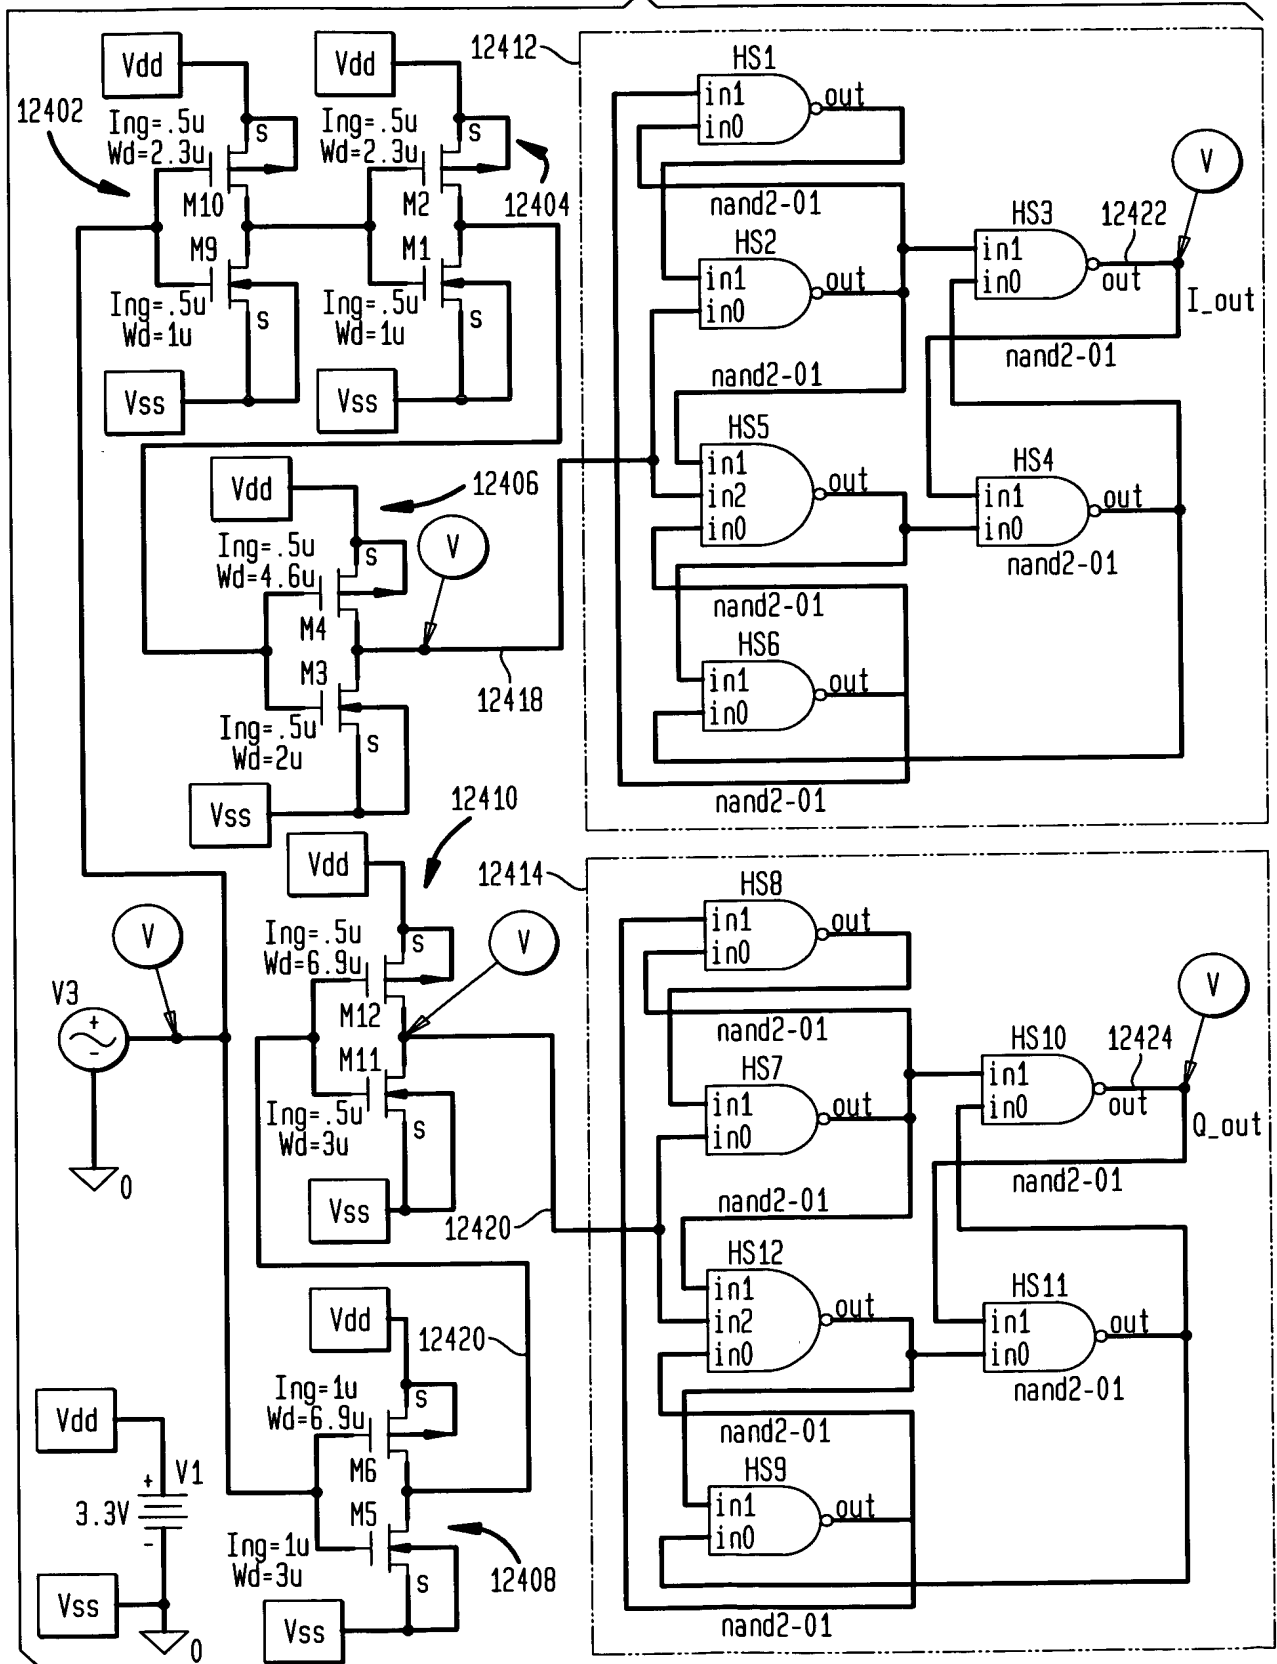 12402
Vdd
Ing=.5u
Wd=2.3u
S
M10
M9
Ing=.5u
Wd=1u
S
Vss
Vdd
Ing=.5u
Wd=2.3u
S
12404
M2
M1
Ing=.5u
Wd=1u
S
Vss
Vdd
12406
Ing=.5u
Wd=4.6u
S
V
M4
M3
12418
Ing=.5u
Wd=2u
S
Vss
12410
Vdd
Ing=.5u
Wd=6.9u
S
V
M12
M11
Ing=.5u
Wd=3u
S
Vss
12420
V
V3
+
-
0
Vdd
12420
Ing=1u
Wd=6.9u
S
M6
M5
Ing=1u
Wd=3u
S
12408
Vss
Vdd
+
V1
3.3V
-
Vss
0
12412
HS1
in1
in0
out
nand2-01
HS2
in1
in0
out
nand2-01
HS5
in1
in2
in0
out
nand2-01
HS6
in1
in0
out
nand2-01
HS3
in1
in0
out
12422
V
I_out
nand2-01
HS4
in1
in0
out
nand2-01
12414
HS8
in1
in0
out
nand2-01
HS7
in1
in0
out
nand2-01
HS12
in1
in2
in0
out
nand2-01
HS9
in1
in0
out
nand2-01
HS10
in1
in0
out
12424
V
Q_out
nand2-01
HS11
in1
in0
out
nand2-01